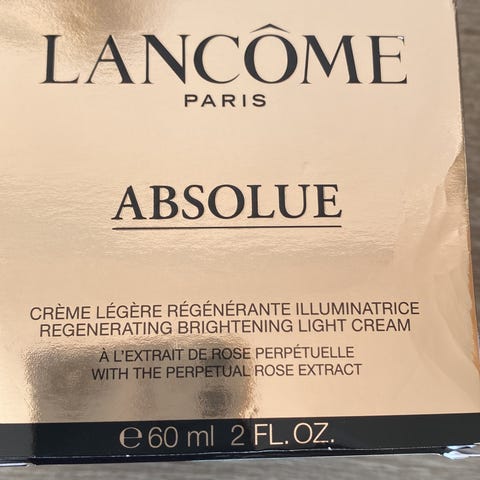 LANCÔME
PARIS
ABSOLUE
CRÈME LÉGÈRE RÉGÉNÉRANTE ILLUMINATRICE
REGENERATING BRIGHTENING LIGHT CREAM
À L'EXTRAIT DE ROSE PERPÉTUELLE
WITH THE PERPETUAL ROSE EXTRACT
℮ 60 ml 2 FL.OZ.